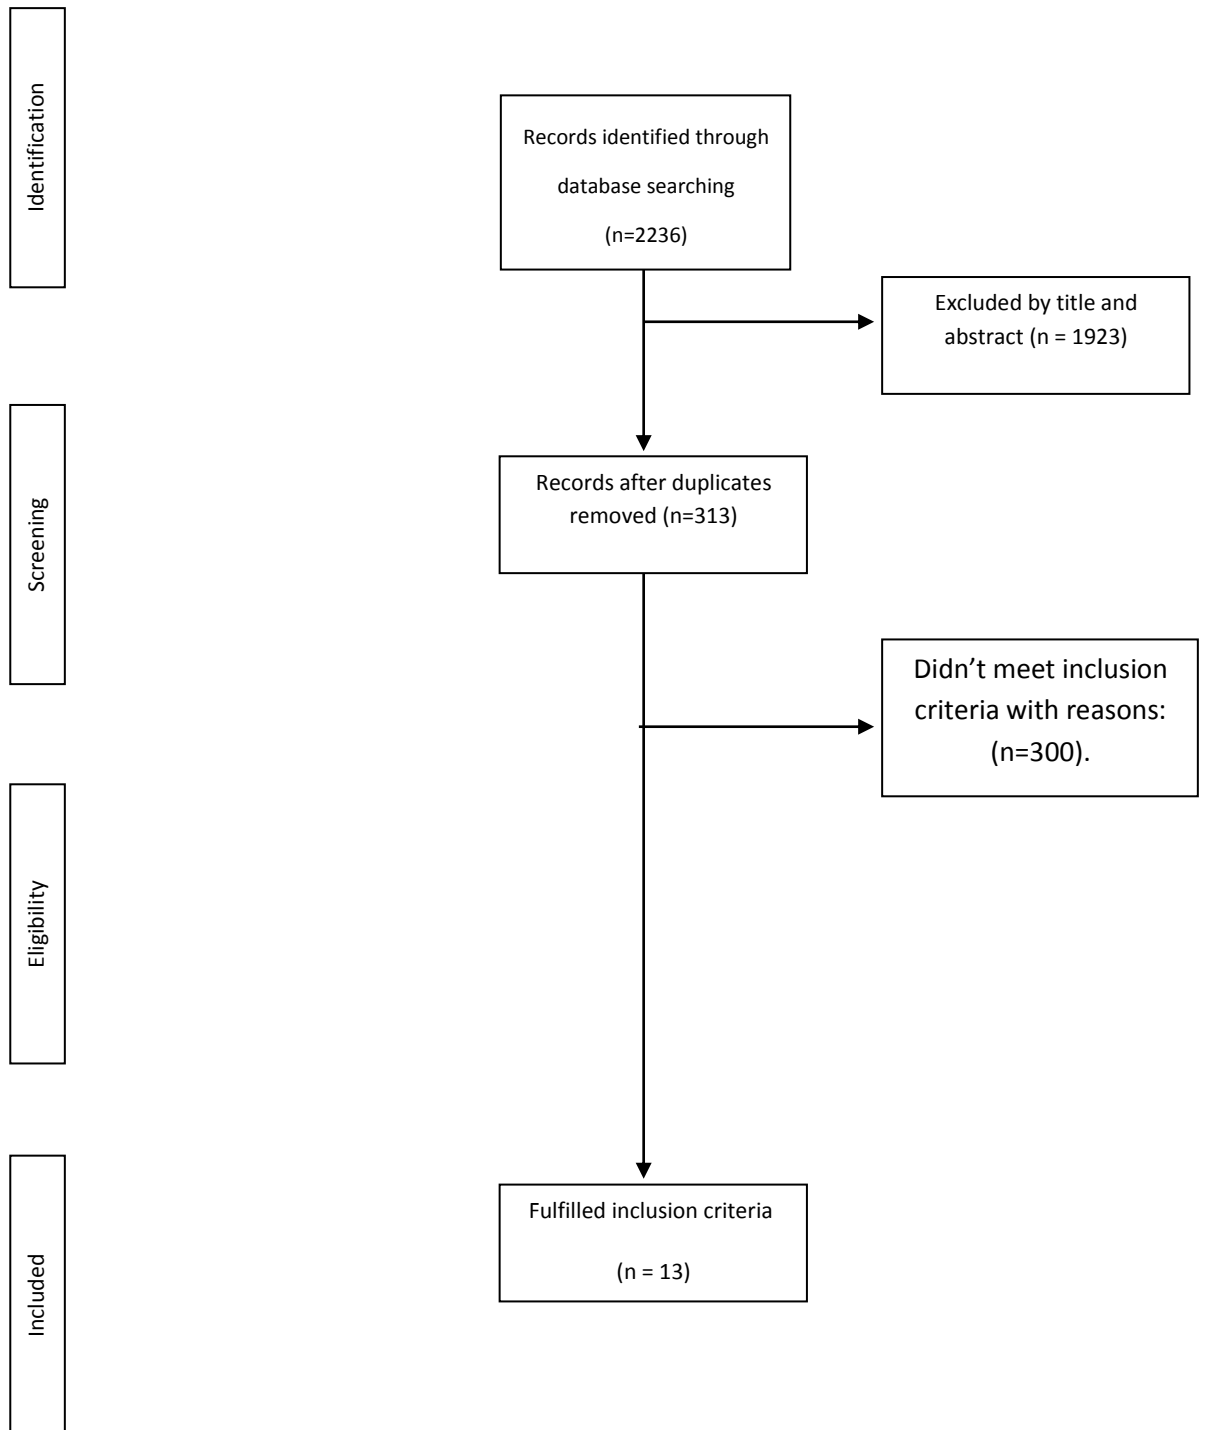 Identification
Records identified through
database searching
(n=2236)
Excluded by title and
abstract (n = 1923)
Screening
Records after duplicates
removed (n=313)
Didn’t meet inclusion
criteria with reasons:
(n=300).
Eligibility
Included
Fulfilled inclusion criteria
(n = 13)